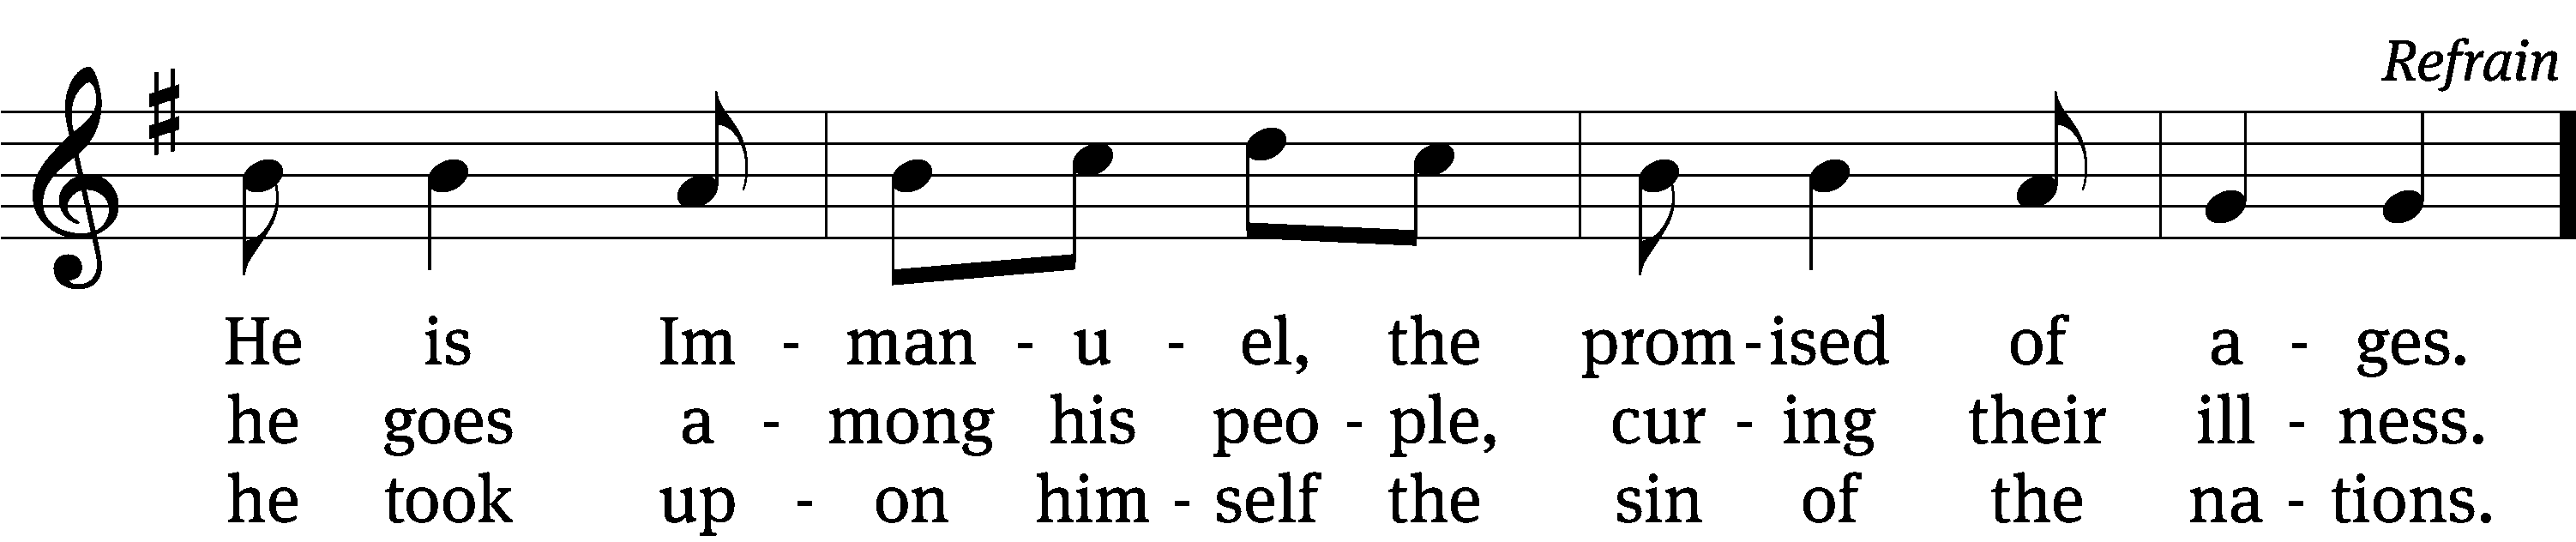 Refrain
He is Im - man - u - el, the prom - ised of a - ges.
he goes a - mong his peo - ple, cur - ing their ill - ness.
he took up - on him - self the sin of the na - tions.